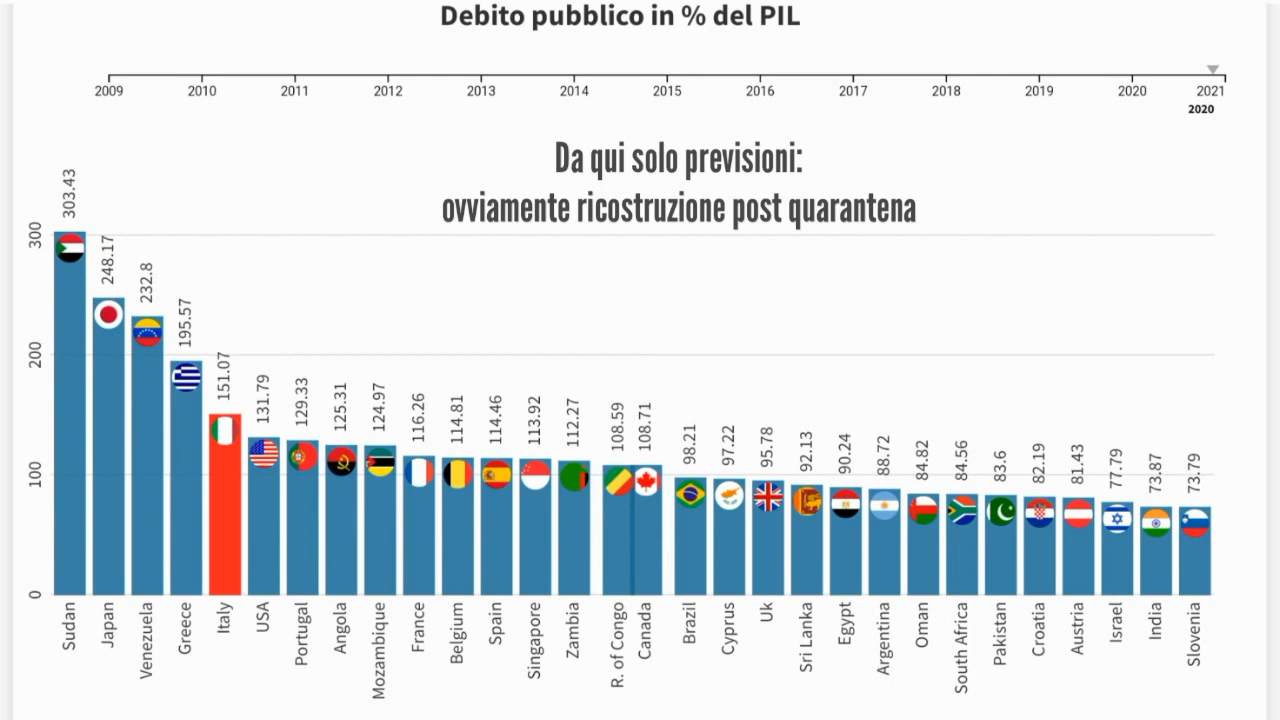 Debito pubblico in % del PIL
2009 2010 2011 2012 2013 2014 2015 2016 2017 2018 2019 2020 2021
2020
Da qui solo previsioni:
ovviamente ricostruzione post quarantena
300
200
100
0
303.43
248.17
232.8
195.57
151.07
131.79
129.33
125.31
124.97
116.26
114.81
114.46
113.92
112.27
108.59
108.71
98.21
97.22
95.78
92.13
90.24
88.72
84.82
84.56
83.6
82.19
81.43
77.79
73.87
73.79
Sudan
Japan
Venezuela
Greece
Italy
USA
Portugal
Angola
Mozambique
France
Belgium
Spain
Singapore
Zambia
R. of Congo
Canada
Brazil
Cyprus
Uk
Sri Lanka
Egypt
Argentina
Oman
South Africa
Pakistan
Croatia
Austria
Israel
India
Slovenia